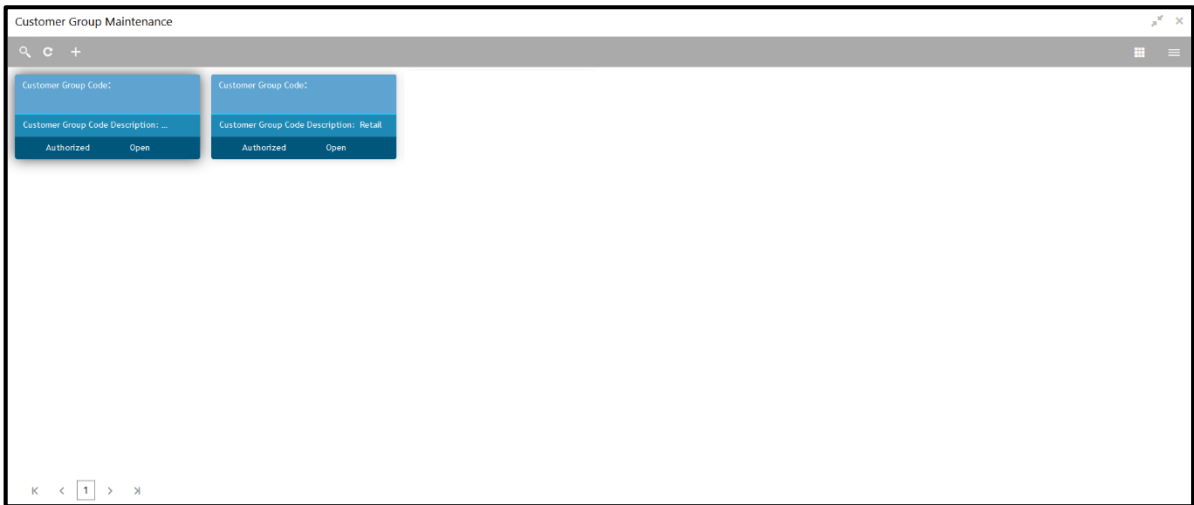 Customer Group Maintenance
Customer Group Code:
Customer Group Code Description: ...
Authorized Open
Customer Group Code:
Customer Group Code Description: Retail
Authorized Open
1